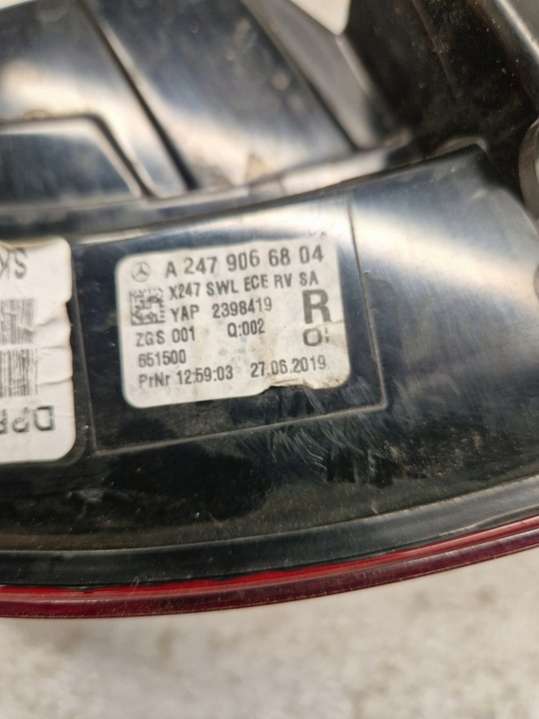 A 247 906 68 04
X247 SWL ECE RV SA
YAP 2398419
R
ZGS 001 Q:002
651500
PrNr 12:59:03 27.06.2019
SK